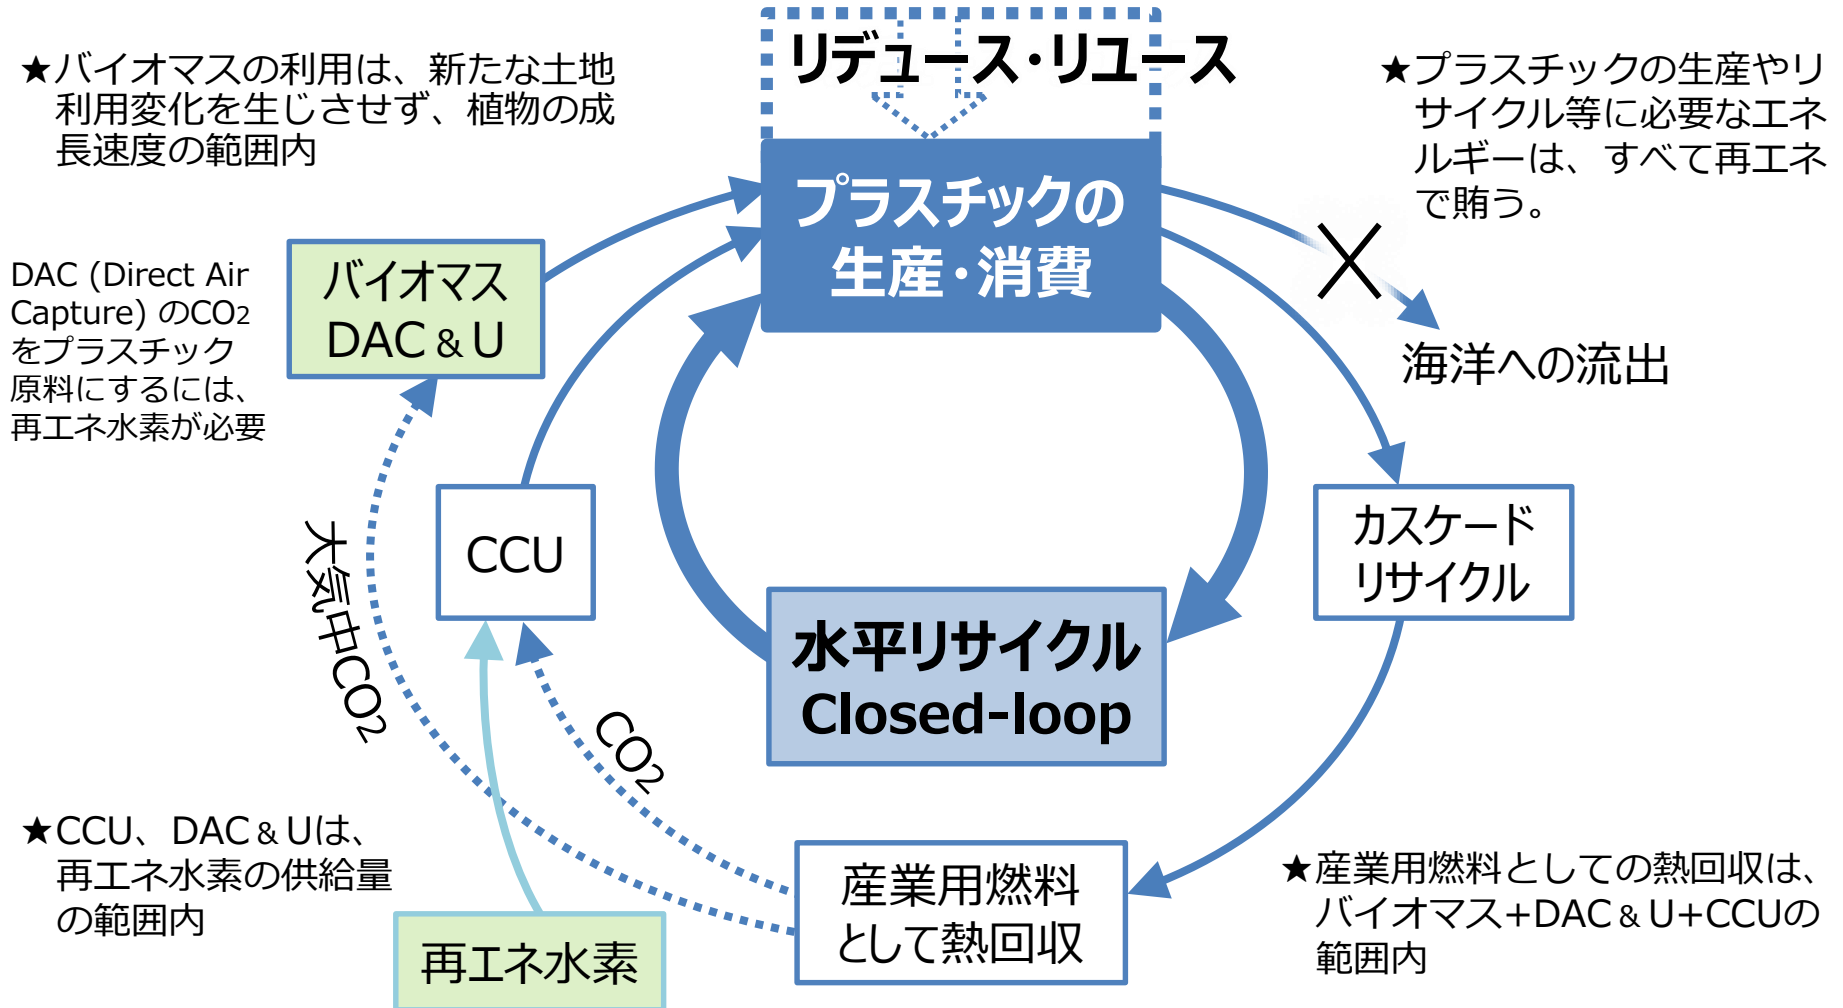 リデュース・リユース
★バイオマスの利用は、新たな土地
利用変化を生じさせず、植物の成
長速度の範囲内
★プラスチックの生産やリ
サイクル等に必要なエネ
ルギーは、すべて再エネ
で賄う。
プラスチックの
生産・消費
DAC (Direct Air
Capture) のCO2
をプラスチック
原料にするには、
再エネ水素が必要
バイオマス
DAC & U
海洋への流出
CCU
カスケード
リサイクル
大気中CO2
水平リサイクル
Closed-loop
CO2
★CCU、DAC & Uは、
再エネ水素の供給量
の範囲内
再エネ水素
産業用燃料
として熱回収
★産業用燃料としての熱回収は、
バイオマス+DAC & U+CCUの
範囲内